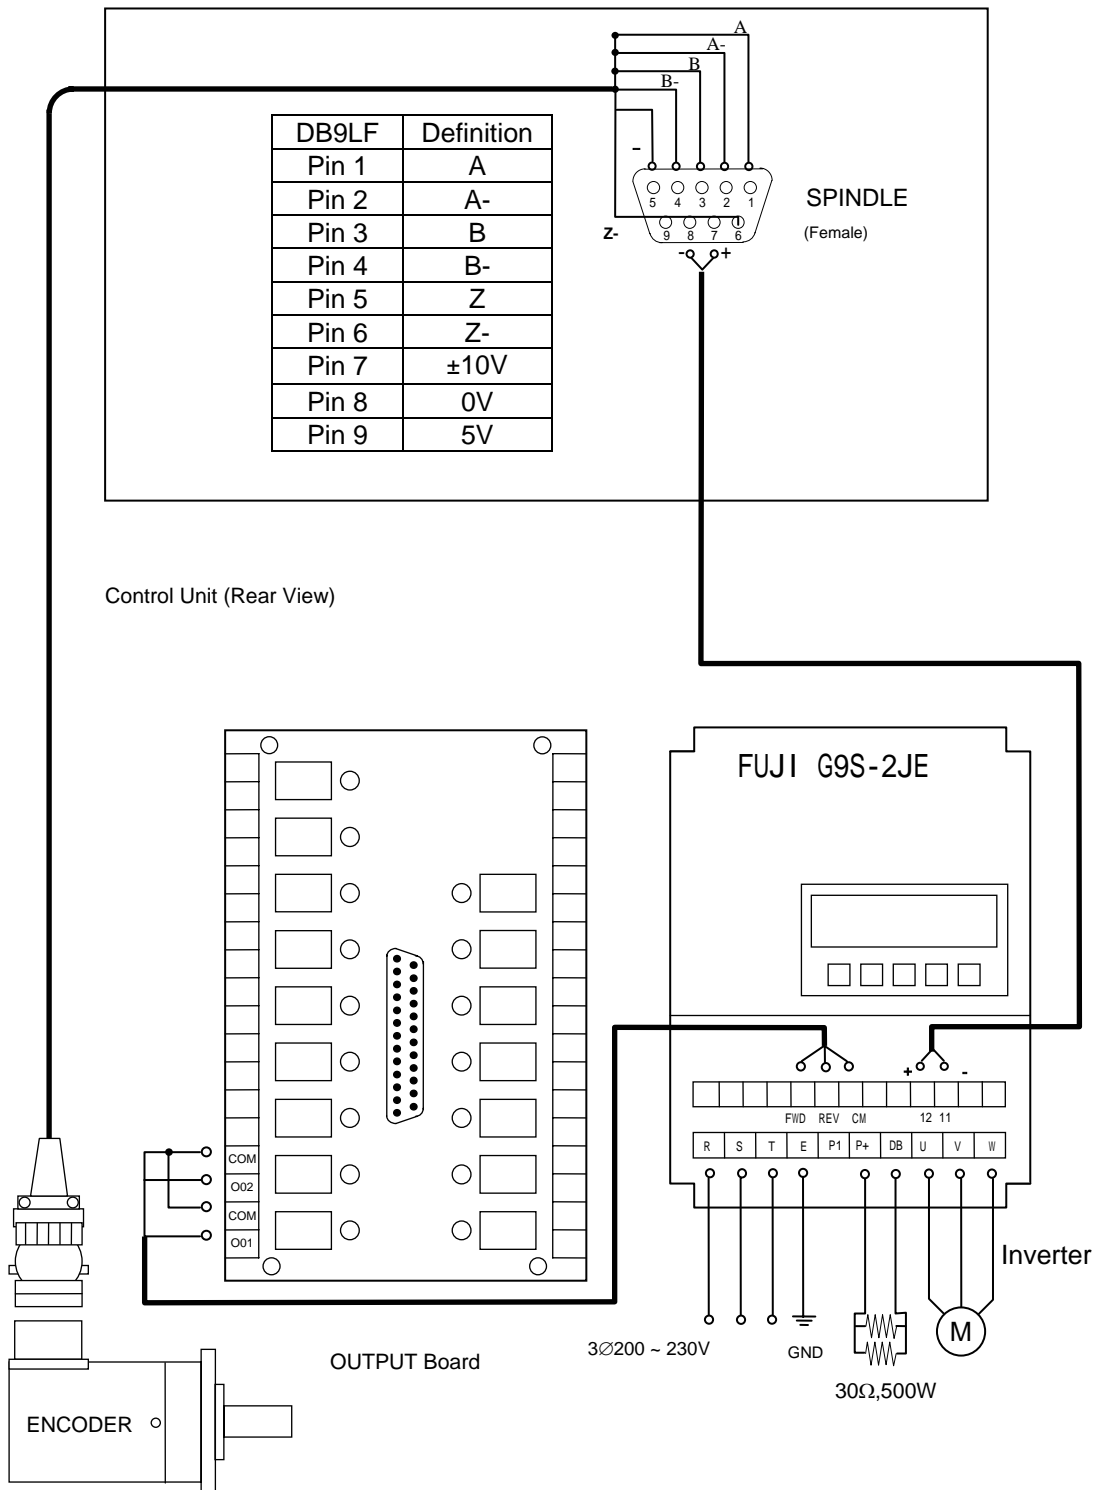 A
A-
B
B-
-
DB9LF Definition
Pin 1 A
Pin 2 A-
Pin 3 B
Pin 4 B-
Pin 5 Z
Pin 6 Z-
Pin 7 ±10V
Pin 8 0V
Pin 9 5V
5 4 3 2 1
9 8 7 6
Z-
- +
SPINDLE
(Female)
Control Unit (Rear View)
FUJI G9S-2JE
+ -
FWD REV CM 12 11
R S T E P1 P+ DB U V W
COM
O02
COM
O01
Inverter
3∅200 ~ 230V
GND
M
30Ω,500W
OUTPUT Board
ENCODER